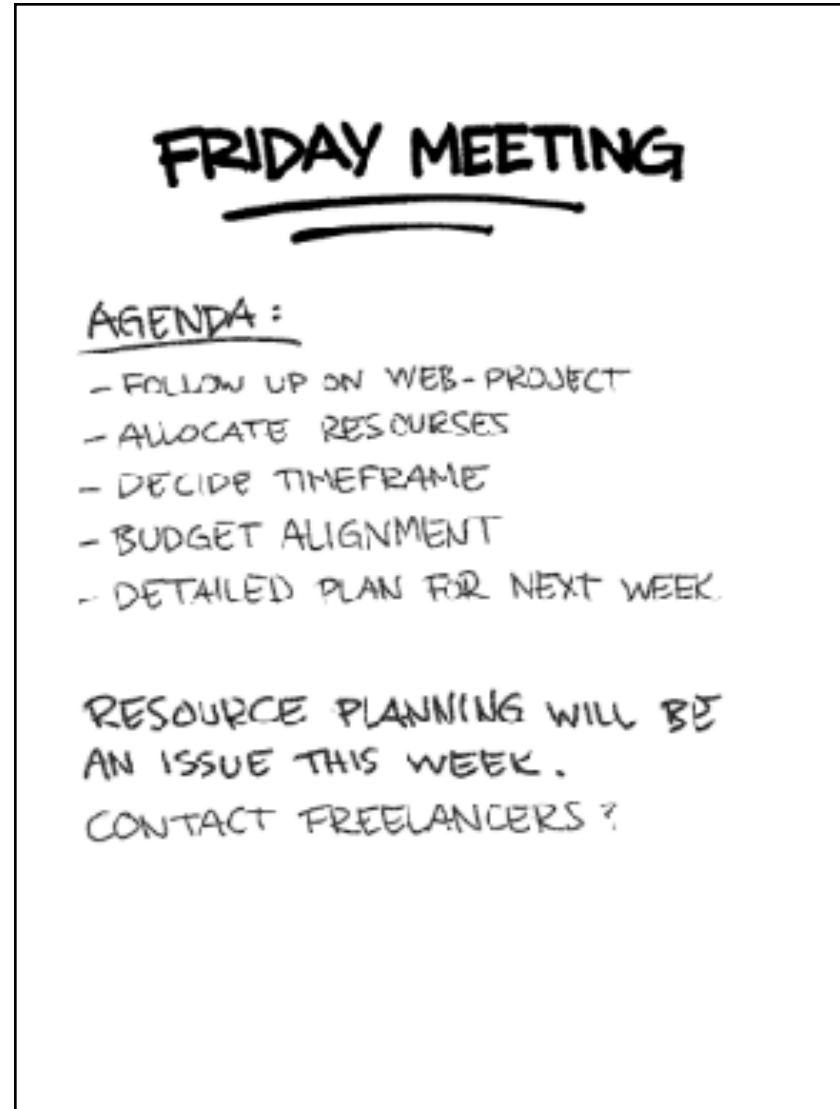 FRIDAY MEETING
AGENDA:
- FOLLOW UP ON WEB-PROJECT
- ALLOCATE RESOURSES
- DECIDE TIMEFRAME
- BUDGET ALIGNMENT
- DETAILED PLAN FOR NEXT WEEK
RESOURCE PLANNING WILL BE
AN ISSUE THIS WEEK.
CONTACT FREELANCERS?